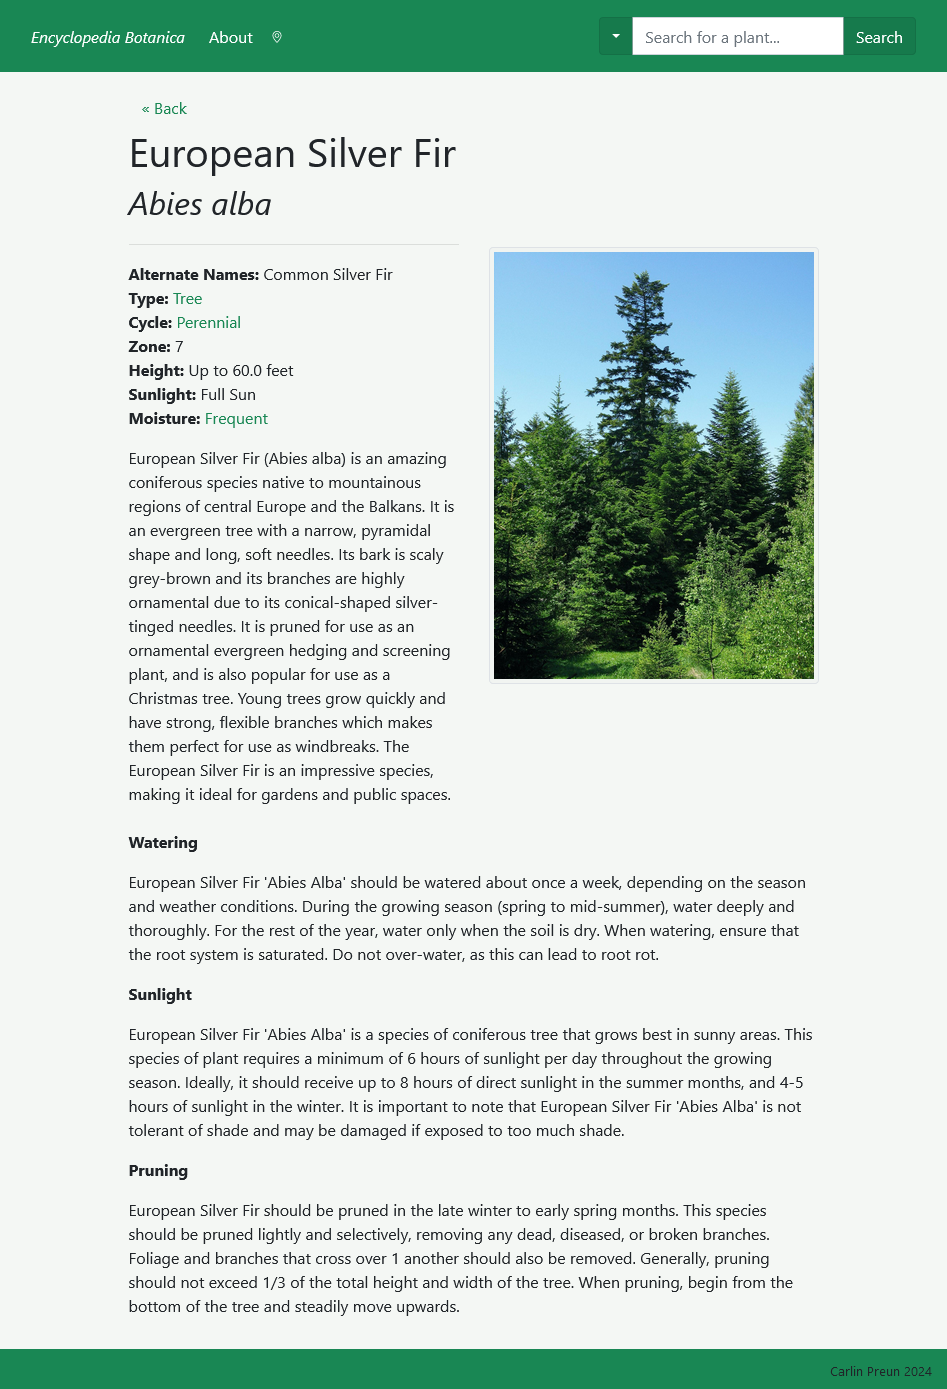 Encyclopedia Botanica About Search for a plant... Search
« Back
European Silver Fir
Abies alba
Alternate Names: Common Silver Fir
Type: Tree
Cycle: Perennial
Zone: 7
Height: Up to 60.0 feet
Sunlight: Full Sun
Moisture: Frequent
European Silver Fir (Abies alba) is an amazing
coniferous species native to mountainous
regions of central Europe and the Balkans. It is
an evergreen tree with a narrow, pyramidal
shape and long, soft needles. Its bark is scaly
grey-brown and its branches are highly
ornamental due to its conical-shaped silver-
tinged needles. It is pruned for use as an
ornamental evergreen hedging and screening
plant, and is also popular for use as a
Christmas tree. Young trees grow quickly and
have strong, flexible branches which makes
them perfect for use as windbreaks. The
European Silver Fir is an impressive species,
making it ideal for gardens and public spaces.
Watering
European Silver Fir 'Abies Alba' should be watered about once a week, depending on the season
and weather conditions. During the growing season (spring to mid-summer), water deeply and
thoroughly. For the rest of the year, water only when the soil is dry. When watering, ensure that
the root system is saturated. Do not over-water, as this can lead to root rot.
Sunlight
European Silver Fir 'Abies Alba' is a species of coniferous tree that grows best in sunny areas. This
species of plant requires a minimum of 6 hours of sunlight per day throughout the growing
season. Ideally, it should receive up to 8 hours of direct sunlight in the summer months, and 4-5
hours of sunlight in the winter. It is important to note that European Silver Fir 'Abies Alba' is not
tolerant of shade and may be damaged if exposed to too much shade.
Pruning
European Silver Fir should be pruned in the late winter to early spring months. This species
should be pruned lightly and selectively, removing any dead, diseased, or broken branches.
Foliage and branches that cross over 1 another should also be removed. Generally, pruning
should not exceed 1/3 of the total height and width of the tree. When pruning, begin from the
bottom of the tree and steadily move upwards.
Carlin Preun 2024